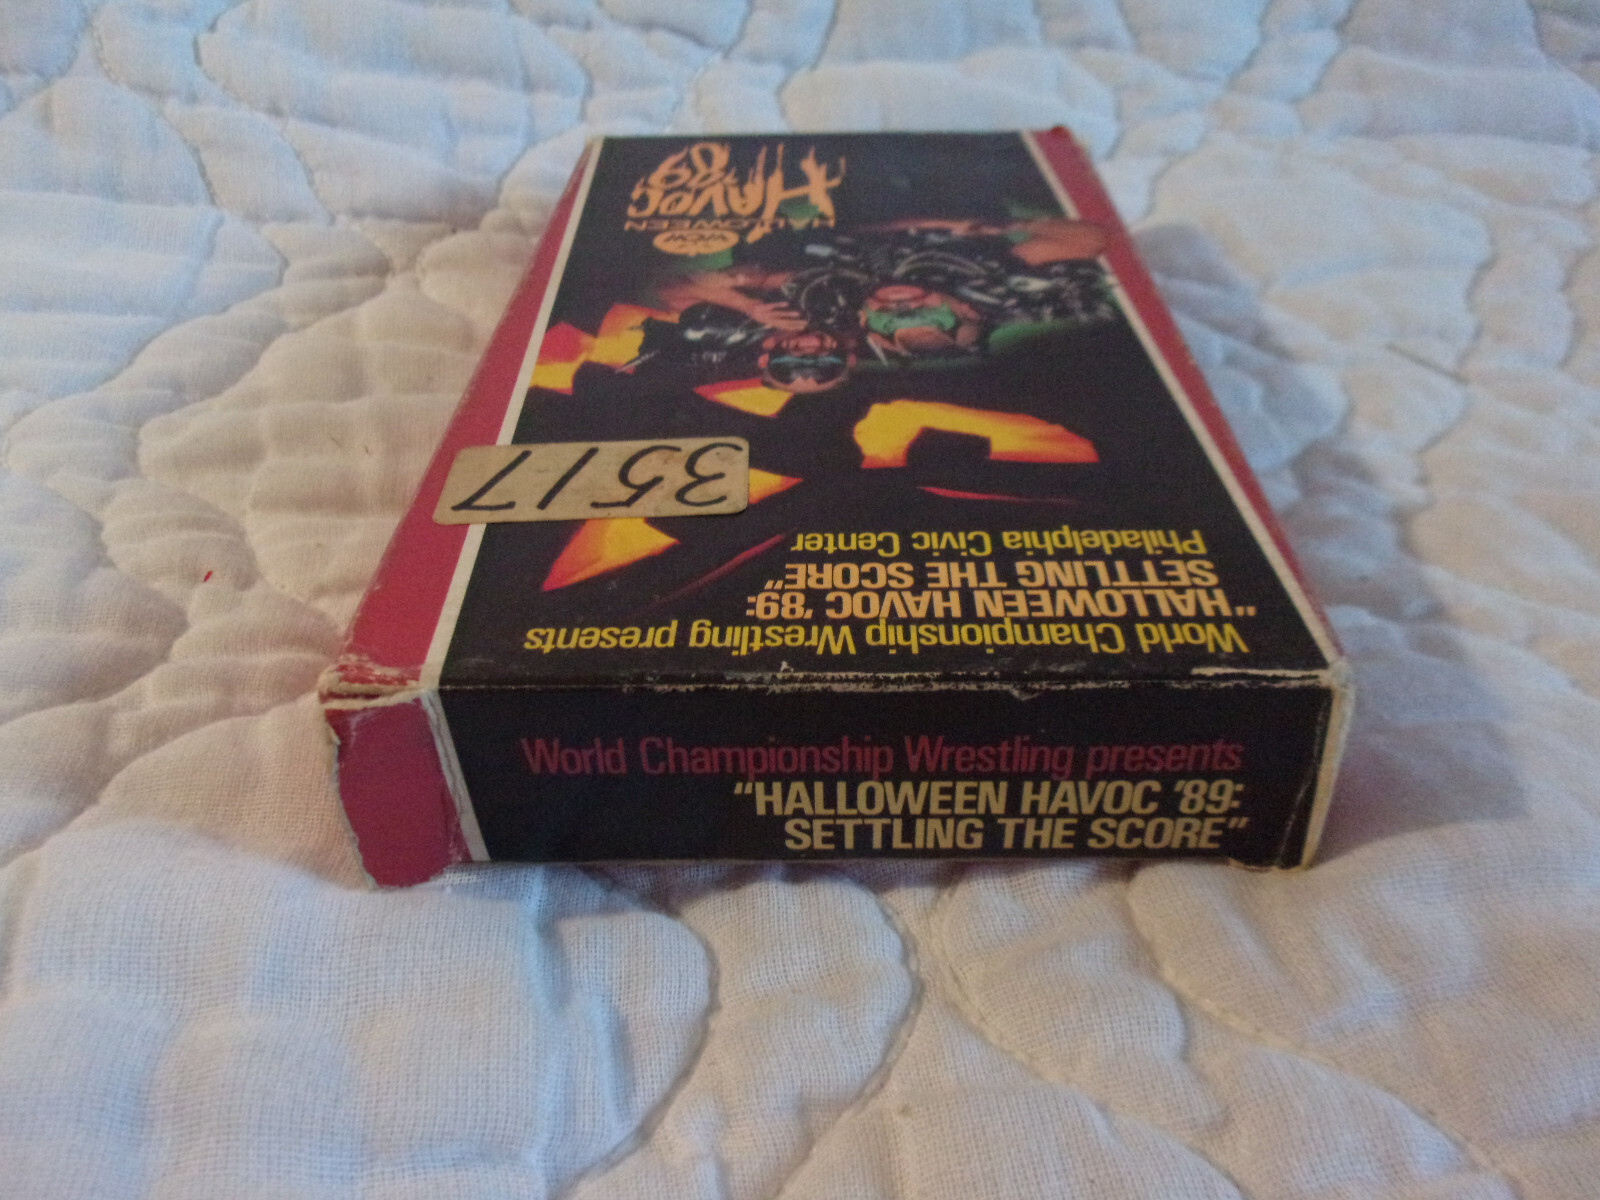 World Championship Wrestling presents
"HALLOWEEN HAVOC '89:
SETTLING THE SCORE"
Philadelphia Civic Center
3517
WCW
HALLOWEEN
HAVOC
89
World Championship Wrestling presents
"HALLOWEEN HAVOC '89:
SETTLING THE SCORE"